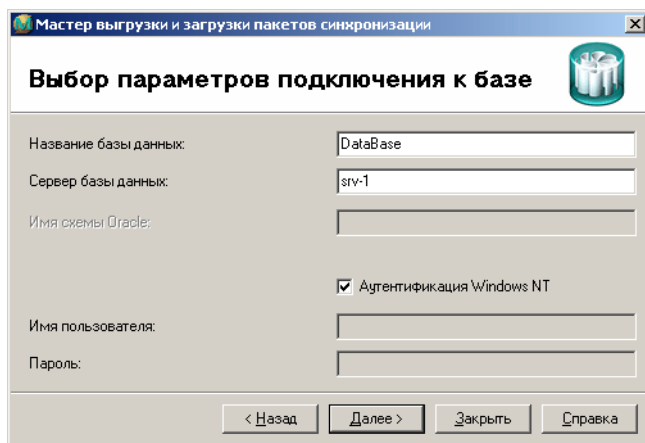 Мастер выгрузки и загрузки пакетов синхронизации
Выбор параметров подключения к базе
Название базы данных: DataBase
Сервер базы данных: srv-1
Имя схемы Oracle:
Аутентификация Windows NT
Имя пользователя:
Пароль:
< Назад Далее > Закрыть Справка